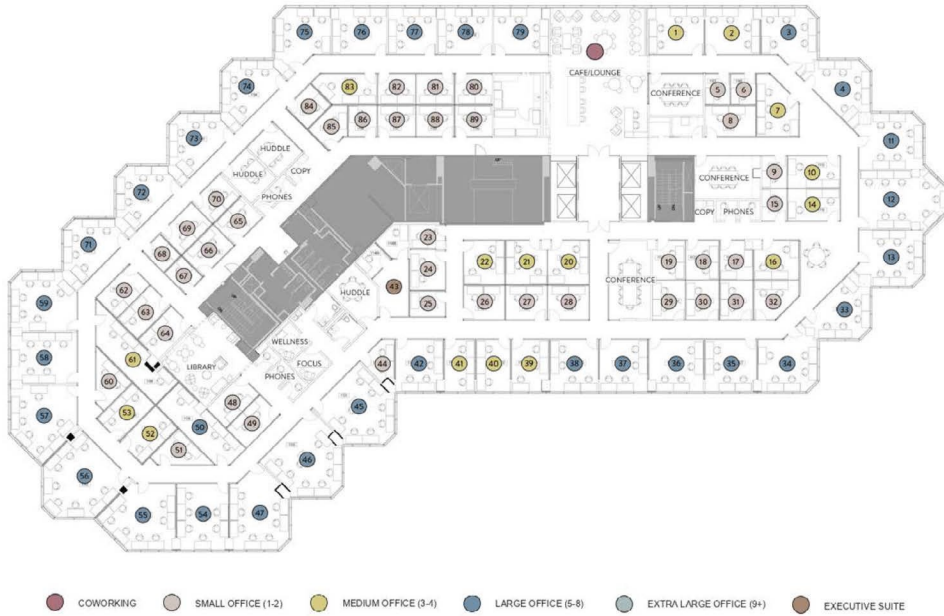 75 76 77 78 79 1 2 3
CAFE/LOUNGE
74 83 82 81 80 CONFERENCE 5 6 4
84 7
85 86 87 88 89 8
73 HUDDLE 11
HUDDLE COPY CONFERENCE 9 10
72 PHONES 12
70 COPY PHONES 15 14
69 65
71 68 66 23 13
67 22 21 20 19 18 17 16
24
62 HUDDLE 43 CONFERENCE
59 63 25 26 27 28 29 30 31 32
33
64 WELLNESS
58 61 LIBRARY PHONES FOCUS 44 42 41 40 39 38 37 36 35 34
60
57 53 48 45
52 50 49
51
56 46
55 54 47
COWORKING
SMALL OFFICE (1-2)
MEDIUM OFFICE (3-4)
LARGE OFFICE (5-8)
EXTRA LARGE OFFICE (9+)
EXECUTIVE SUITE